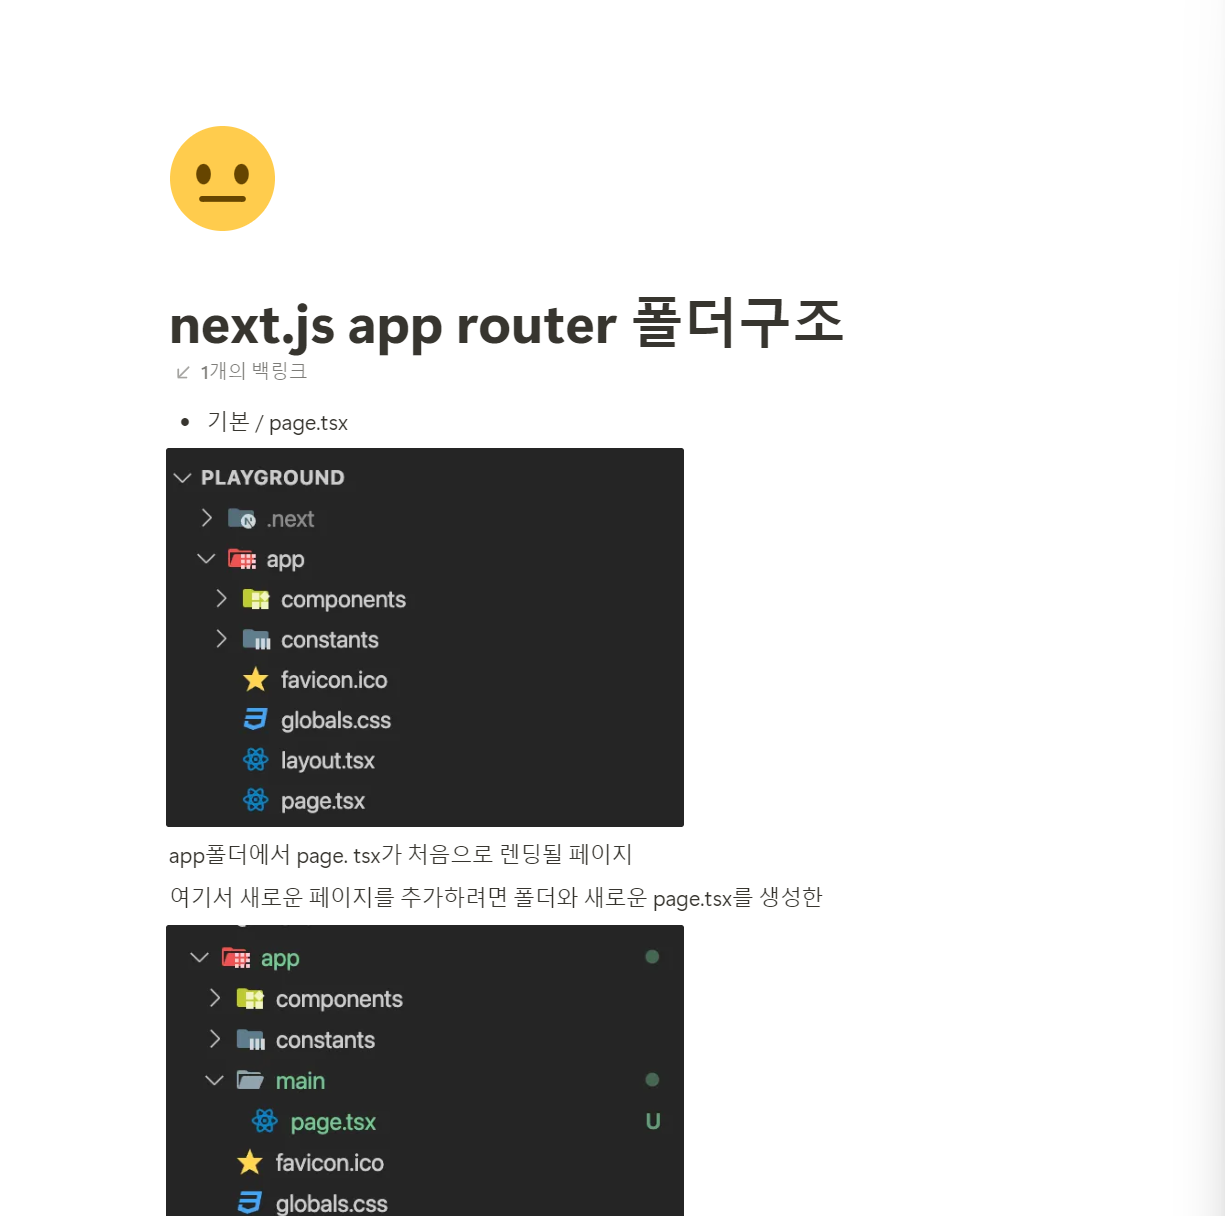 next.js app router 폴더구조
1개의 백링크
기본 / page.tsx
PLAYGROUND
.next
app
components
constants
favicon.ico
globals.css
layout.tsx
page.tsx
app폴더에서 page. tsx가 처음으로 렌딩될 페이지
여기서 새로운 페이지를 추가하려면 폴더와 새로운 page.tsx를 생성한
app
components
constants
main
page.tsx U
favicon.ico
globals.css